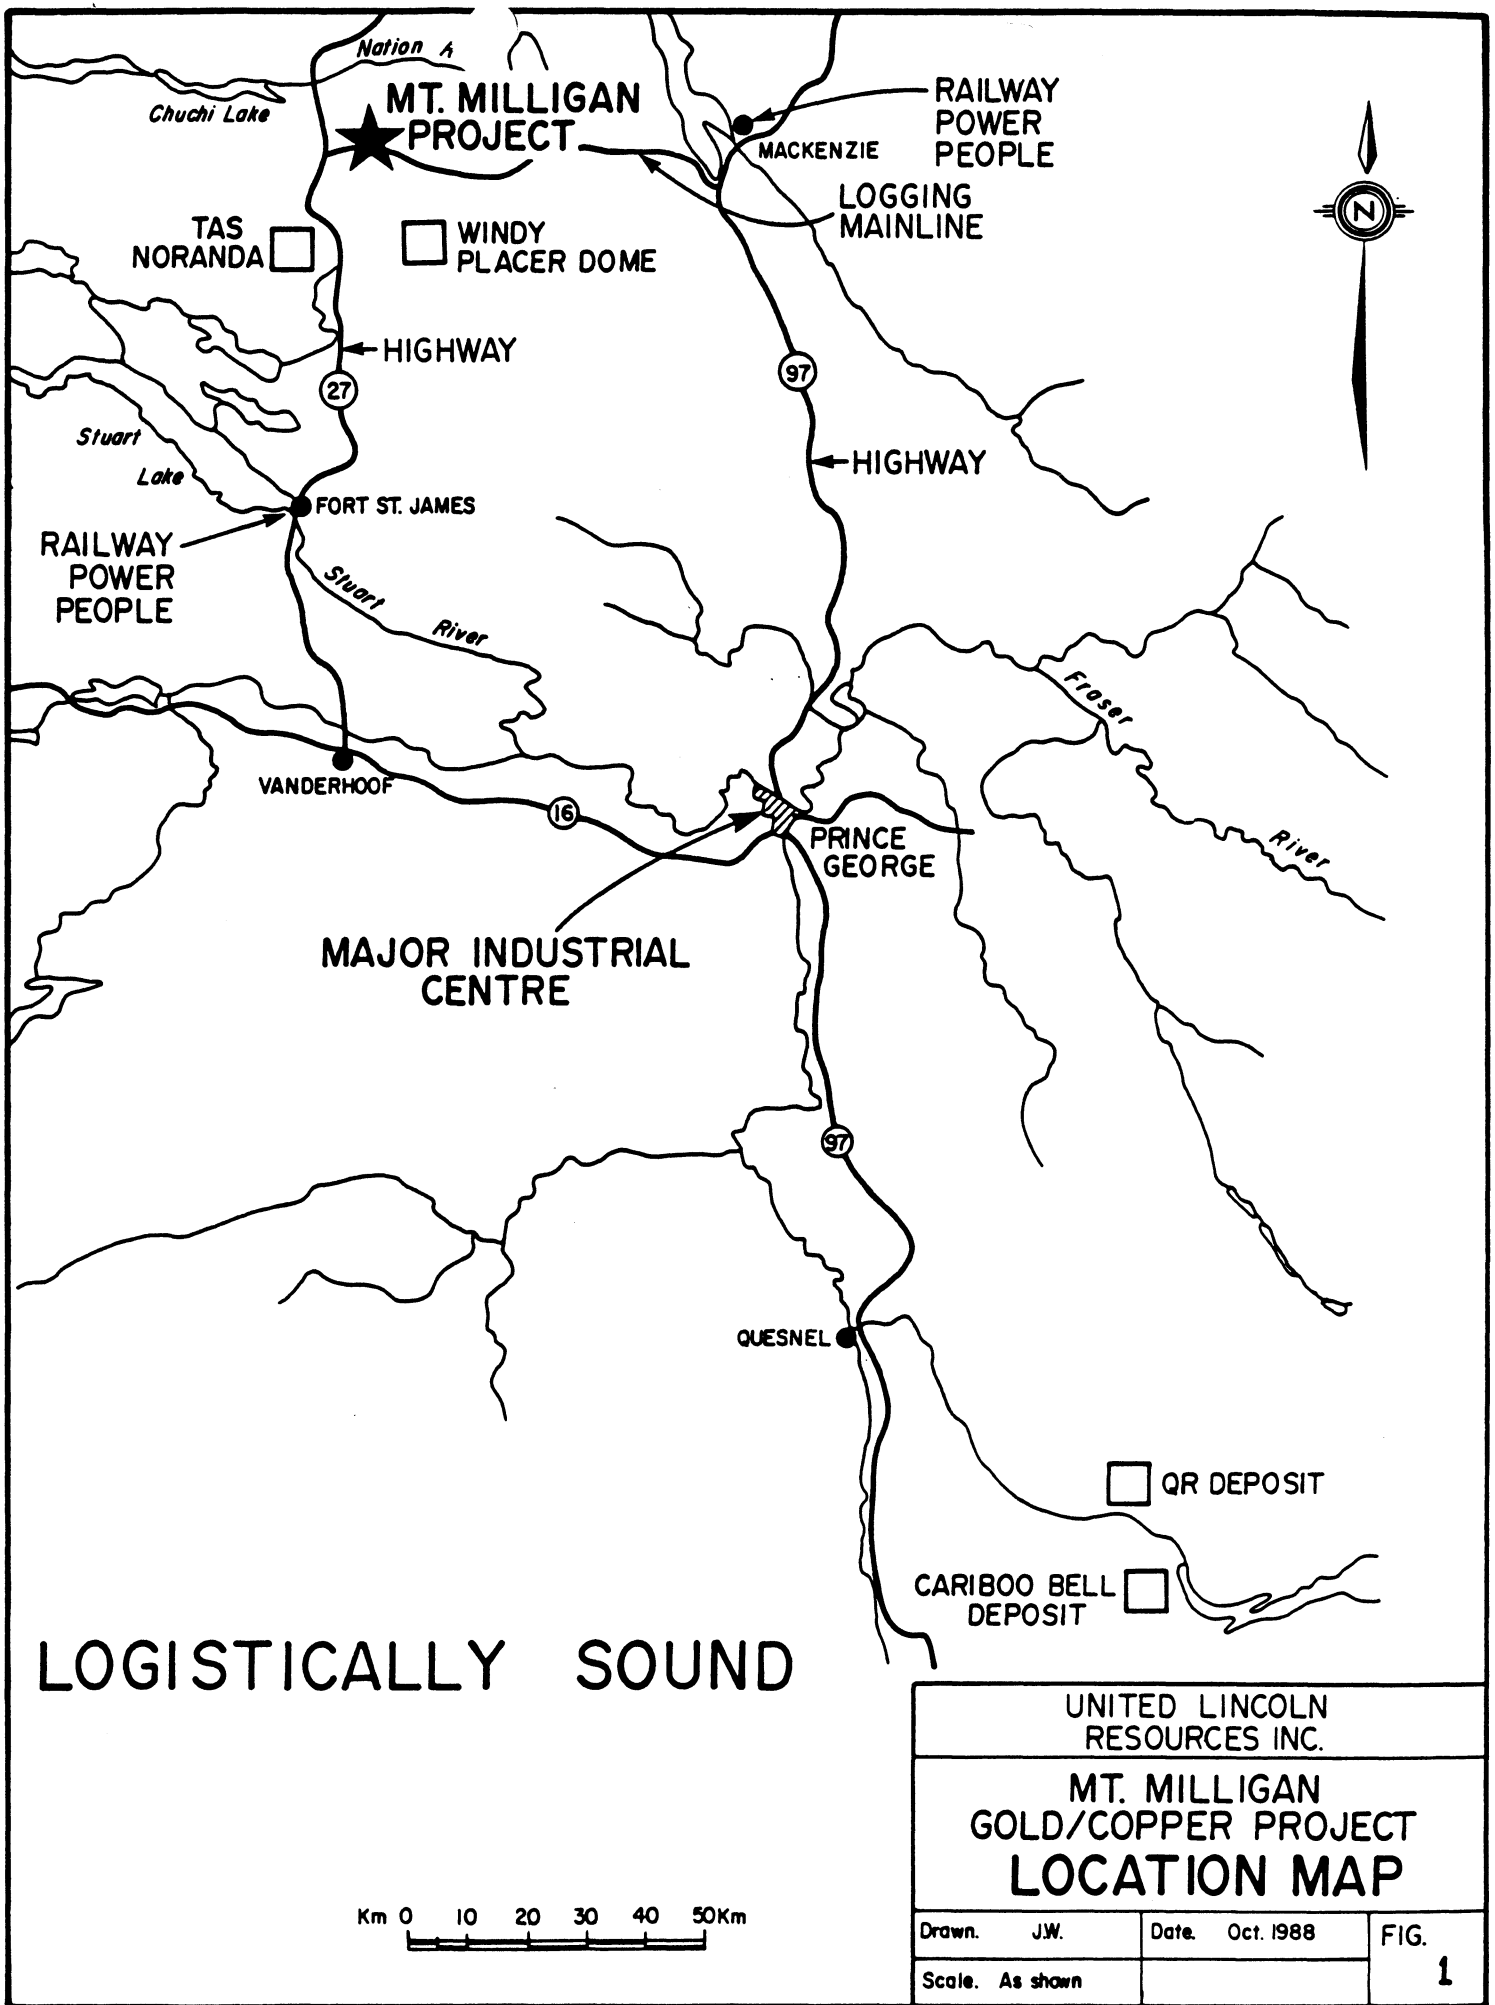 Nation R
Chuchi Lake
MT. MILLIGAN
PROJECT
RAILWAY
POWER
PEOPLE
MACKENZIE
LOGGING
MAINLINE
N
TAS
NORANDA
WINDY
PLACER DOME
HIGHWAY
27
97
HIGHWAY
Stuart
Lake
FORT ST. JAMES
RAILWAY
POWER
PEOPLE
Stuart
River
Fraser
River
VANDERHOOF
16
PRINCE
GEORGE
MAJOR INDUSTRIAL
CENTRE
97
QUESNEL
QR DEPOSIT
CARIBOO BELL
DEPOSIT
LOGISTICALLY SOUND
UNITED LINCOLN
RESOURCES INC.
MT. MILLIGAN
GOLD/COPPER PROJECT
LOCATION MAP
Km 0 10 20 30 40 50Km
Drawn. J.W.
Date. Oct. 1988
FIG.
1
Scale. As shown